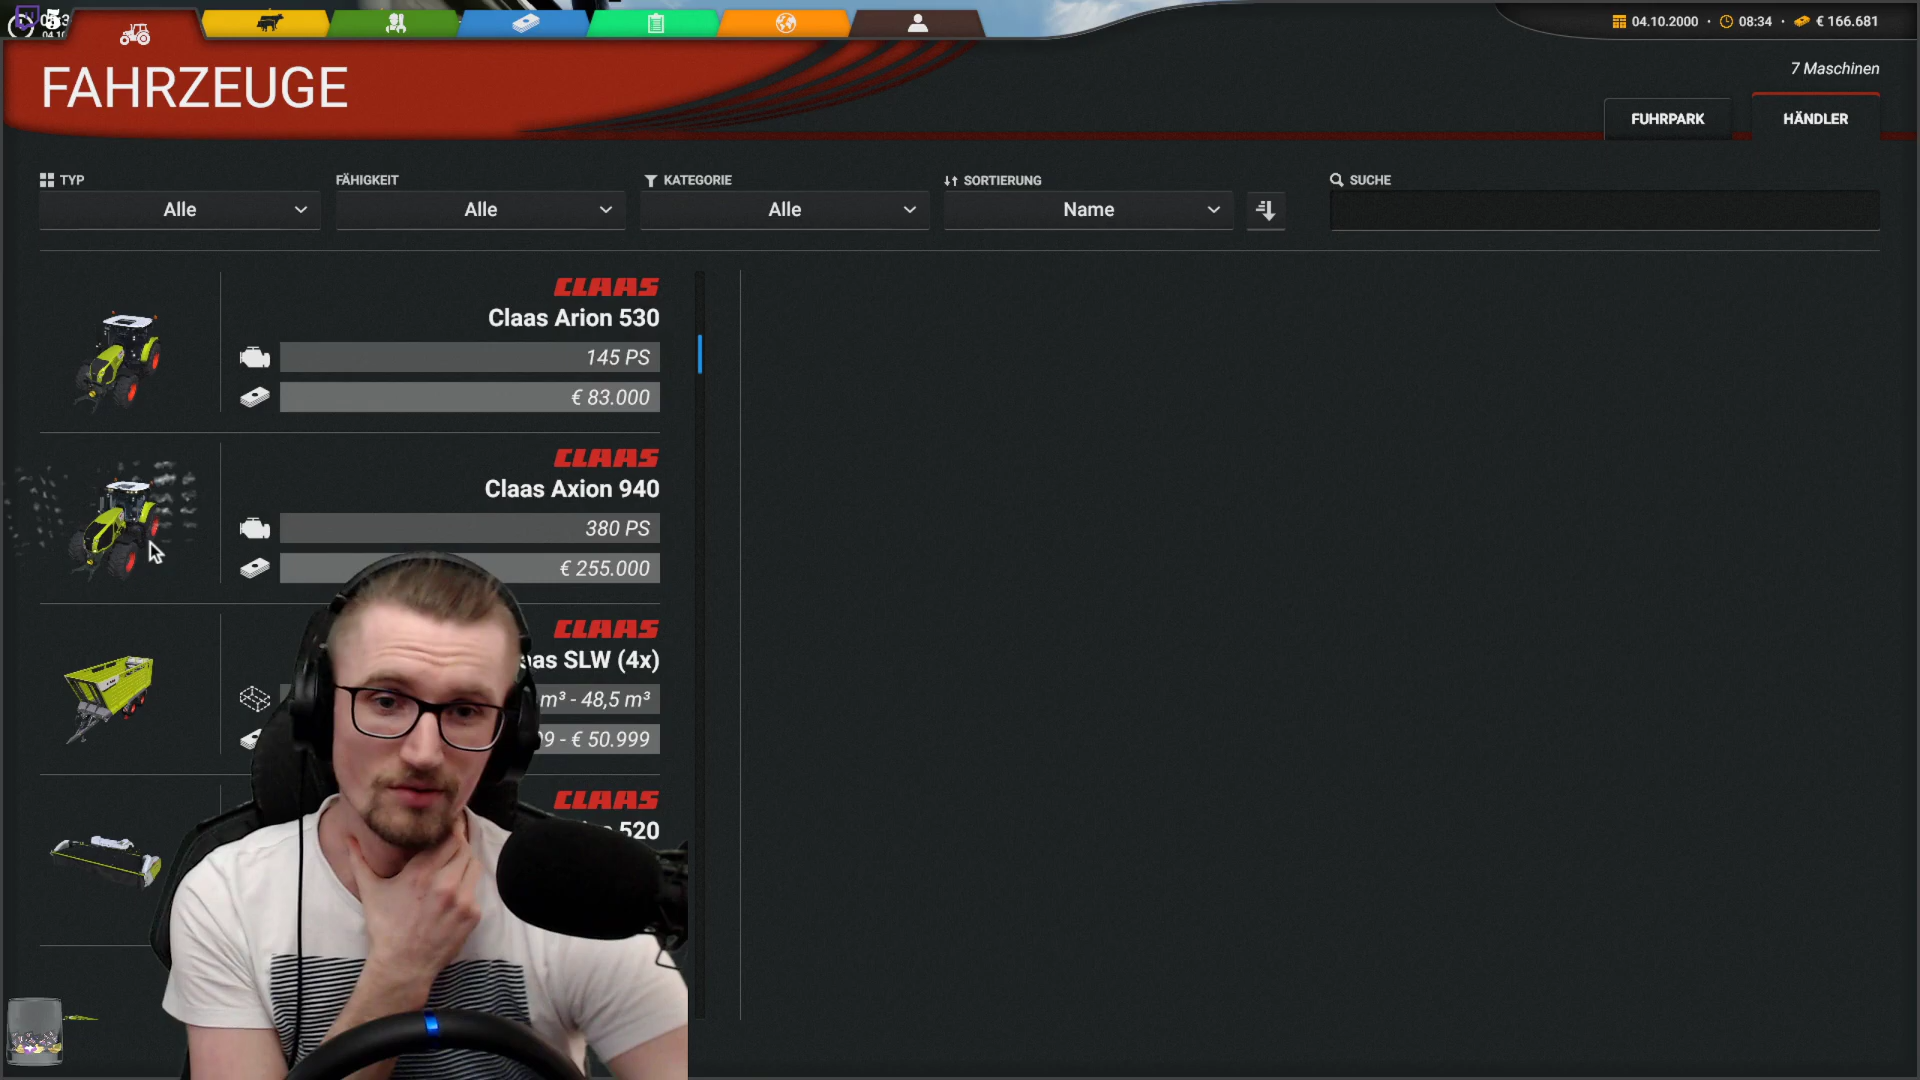 04.10.2000 · 08:34 · € 166.681
FAHRZEUGE
7 Maschinen
FUHRPARK
HÄNDLER
TYP
FÄHIGKEIT
KATEGORIE
SORTIERUNG
SUCHE
Alle
Alle
Alle
Name
CLAAS
Claas Arion 530
145 PS
€ 83.000
CLAAS
Claas Axion 940
380 PS
€ 255.000
CLAAS
SLW (4x)
m³ - 48,5 m³
- € 50.999
CLAAS
520